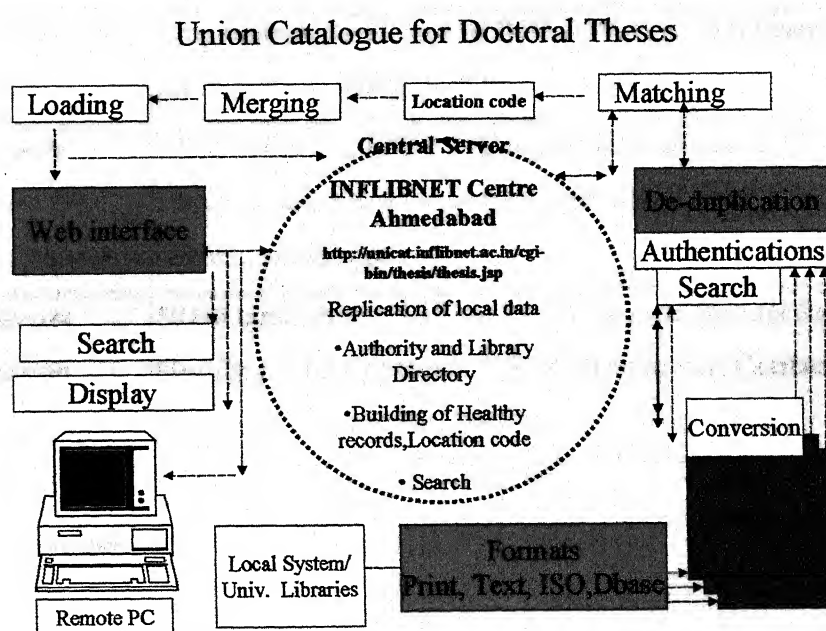 Union Catalogue for Doctoral Theses
Loading
Merging
Location code
Matching
Central Server
INFLIBNET Centre
Ahmedabad
http://unicat.inflibnet.ac.in/cgi-
bin/thesis/thesis.jsp
Replication of local data
•Authority and Library
Directory
•Building of Healthy
records,Location code
• Search
Web interface
Search
Display
Remote PC
De-duplication
Authentications
Search
Conversion
Local System/
Univ. Libraries
Formats
Print, Text, ISO,Dbase